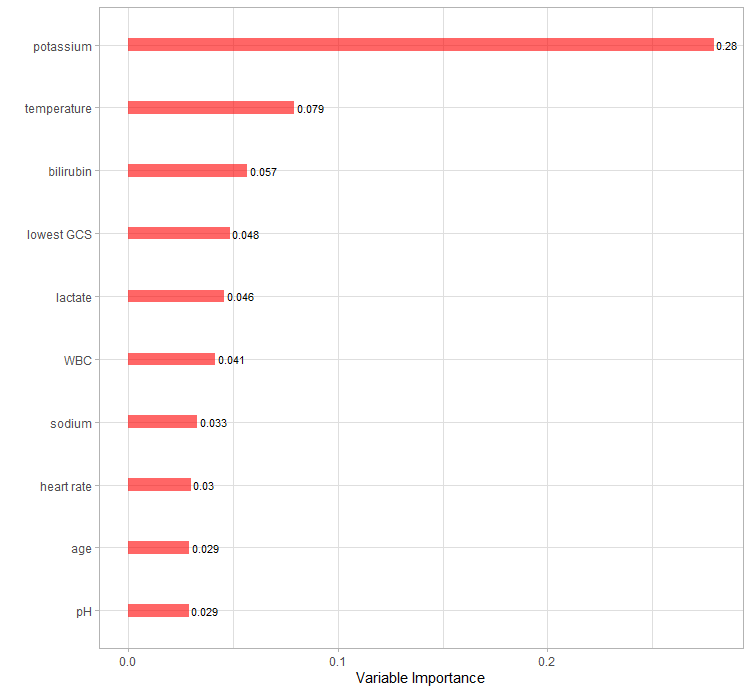 potassium 0.28
temperature 0.079
bilirubin 0.057
lowest GCS 0.048
lactate 0.046
WBC 0.041
sodium 0.033
heart rate 0.03
age 0.029
pH 0.029
0.0 0.1 0.2
Variable Importance